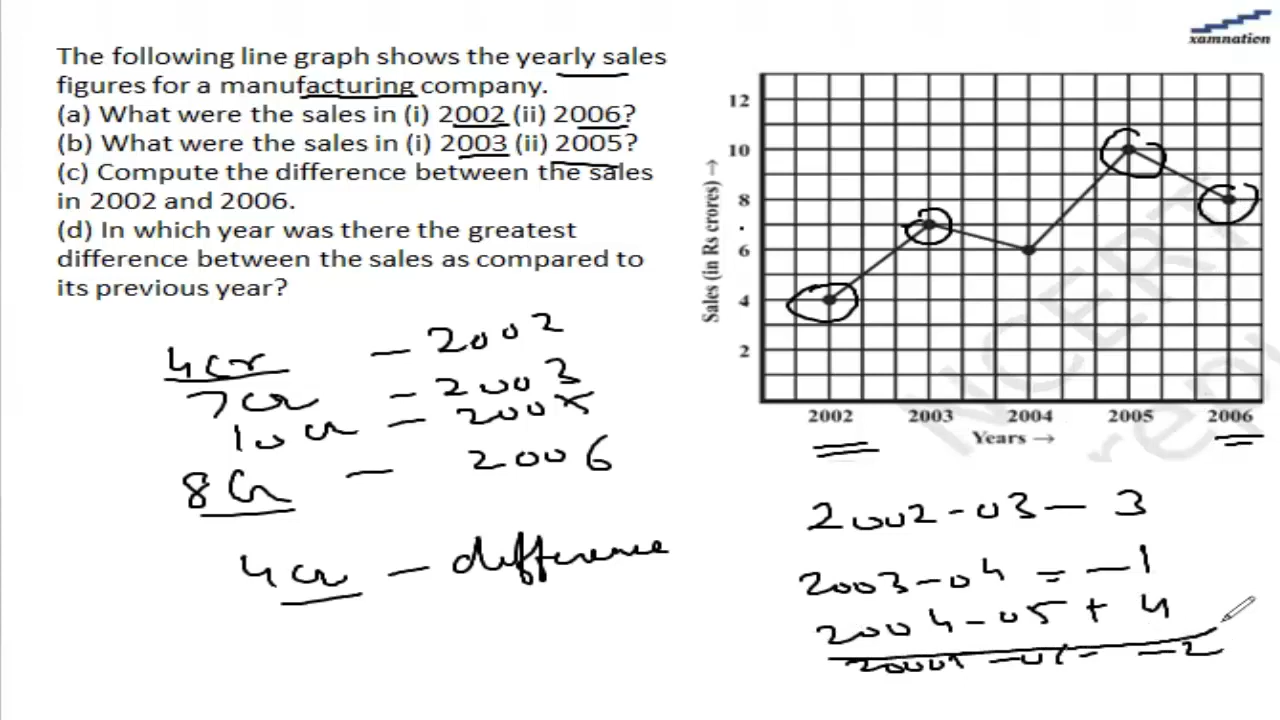 xamnation
The following line graph shows the yearly sales
figures for a manufacturing company.
(a) What were the sales in (i) 2002 (ii) 2006?
(b) What were the sales in (i) 2003 (ii) 2005?
(c) Compute the difference between the sales
in 2002 and 2006.
(d) In which year was there the greatest
difference between the sales as compared to
its previous year?
4cr — 2002
7cr - 2003
10cr - 2005
8Cr — 2006
4cr — difference
Sales (in Rs crores) →
12
10
8
6
4
2
2002 2003 2004 2005 2006
Years →
NCERT
2002-03 — 3
2003-04 = -1
2004-05 + 4
-2